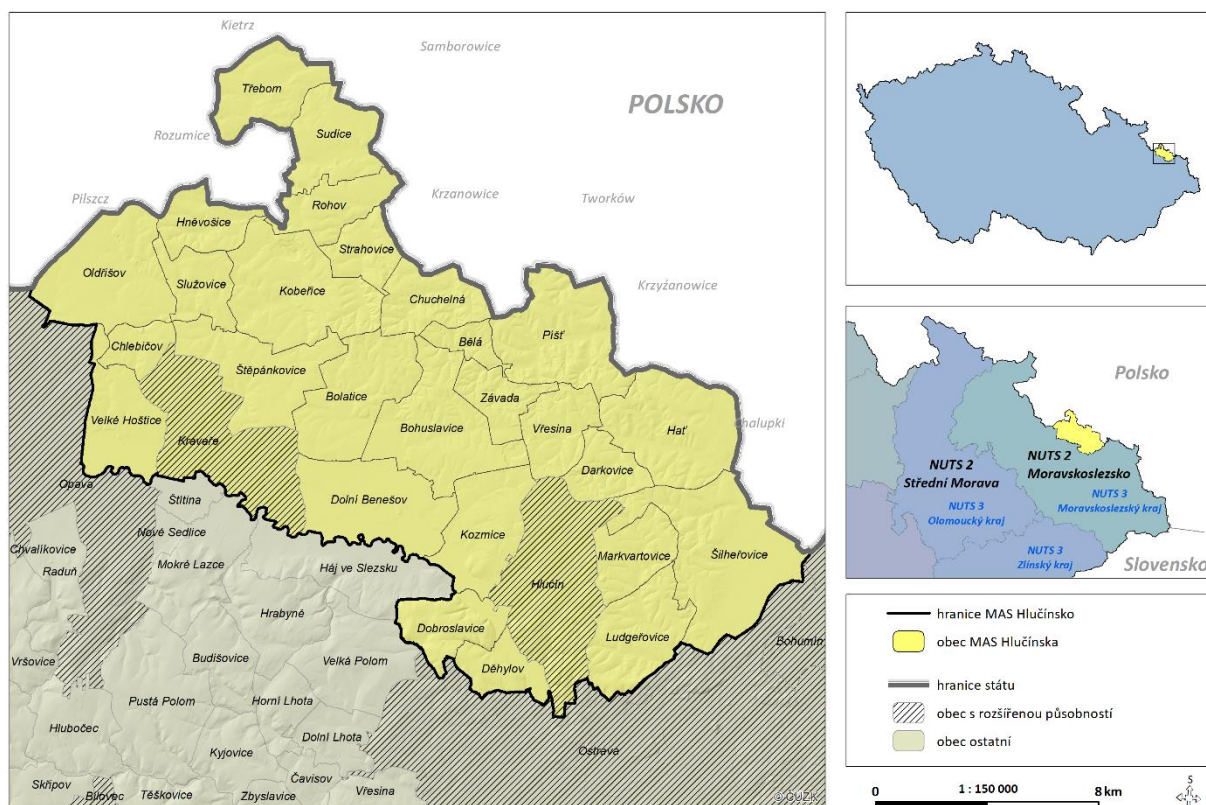 Kietrz
Samborowice
Třebom
POLSKO
Rozumice
Sudice
Pilszcz
Krzanowice
Tworków
Rohov
Hněvošice
Strahovice
Oldřišov
Služovice
Kobeřice
Chuchelná
Krzyżanowice
Bělá
Píšť
Chlebičov
Štěpánkovice
Bolatice
Závada
Velké Hoštice
Bohuslavice
Vřesina
Hať
Chalupki
Kravaře
Darkovice
Opava
Štítina
Dolní Benešov
Nové Sedlice
Kozmice
Chvalíkovice
Raduň
Mokré Lazce
Háj ve Slezsku
Markvartovice
Šilheřovice
Hlučín
Hrabyně
Dobroslavice
Ludgeřovice
Bohumín
Vršovice
Budišovice
Velká Polom
Děhylov
Pustá Polom
Horní Lhota
Hlubočec
Dolní Lhota
Ostrava
Kyjovice
Skřipov
Bílovec
Těškovice
Zbyslavice
Čavisov
Vřesina
© ČÚZK
Polsko
NUTS 2
Střední Morava
NUTS 2
Moravskoslezsko
NUTS 3
Olomoucký kraj
NUTS 3
Moravskoslezský kraj
NUTS 3
Zlínský kraj
Slovensko
hranice MAS Hlučínsko
obec MAS Hlučínska
hranice státu
obec s rozšířenou působností
obec ostatní
0
1 : 150 000
8 km
S